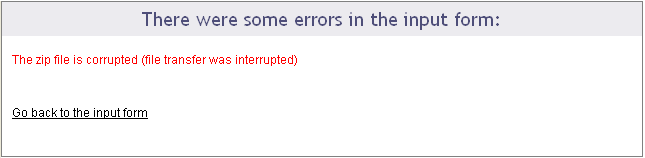 There were some errors in the input form:
The zip file is corrupted (file transfer was interrupted)
Go back to the input form